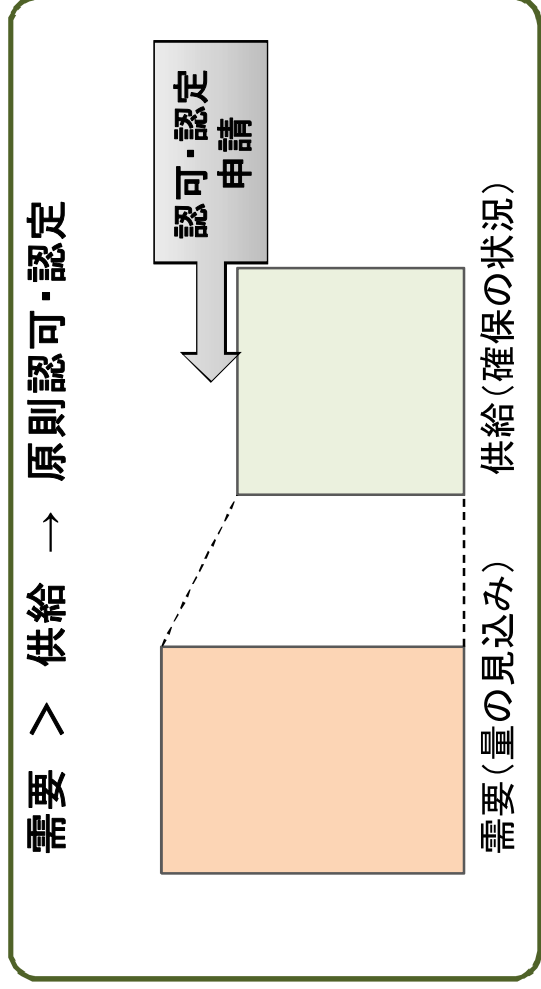 需要 ＞ 供給 → 原則認可・認定
認可・認定
申請
需要（量の見込み）
供給（確保の状況）